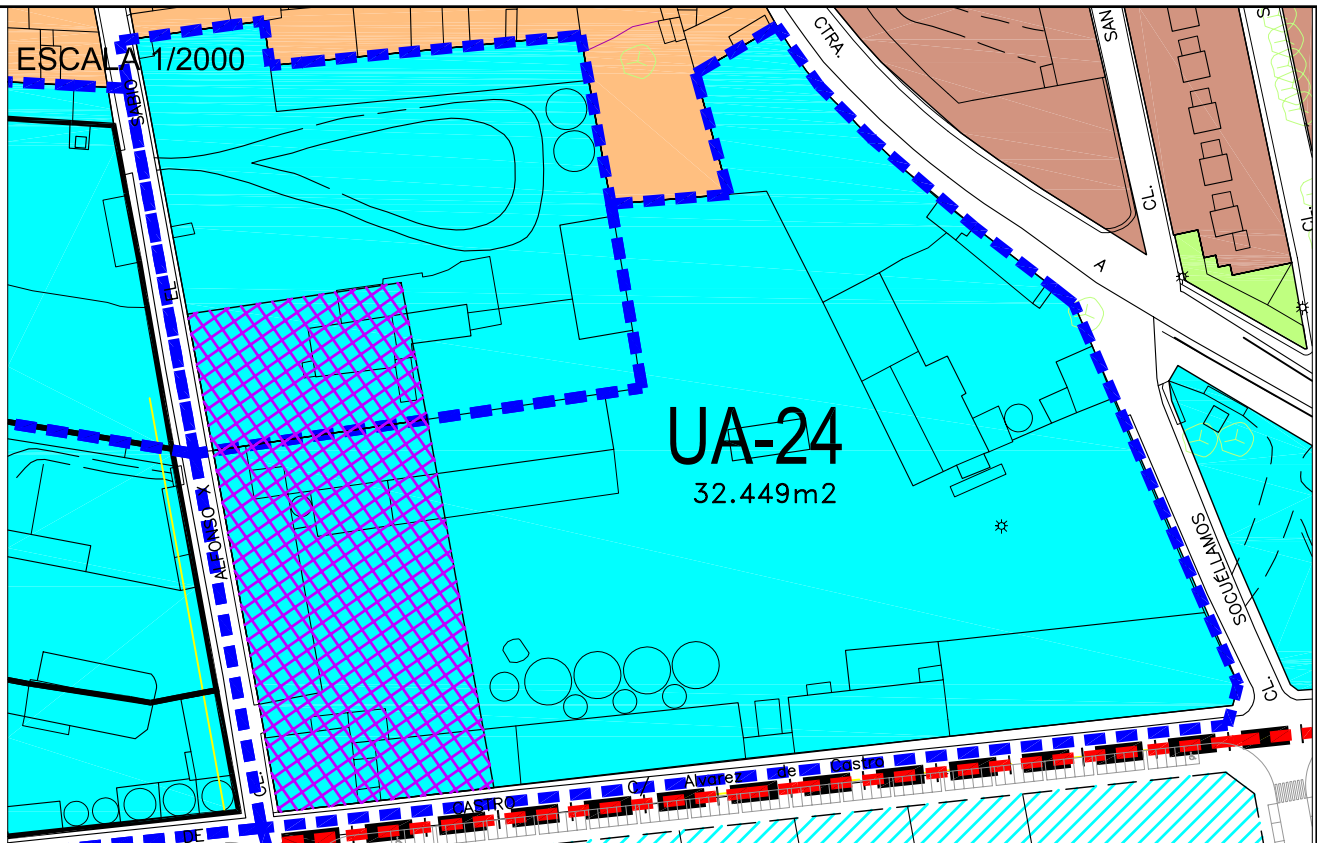 ESCALA 1/2000
SABIO
EL
ALFONSO X
C/
CTRA.
A
SAN
CL.
S
CL.
UA-24
32.449m2
SOCUÉLLAMOS
CL.
C/ Alvarez de Castro
CASTRO
DE